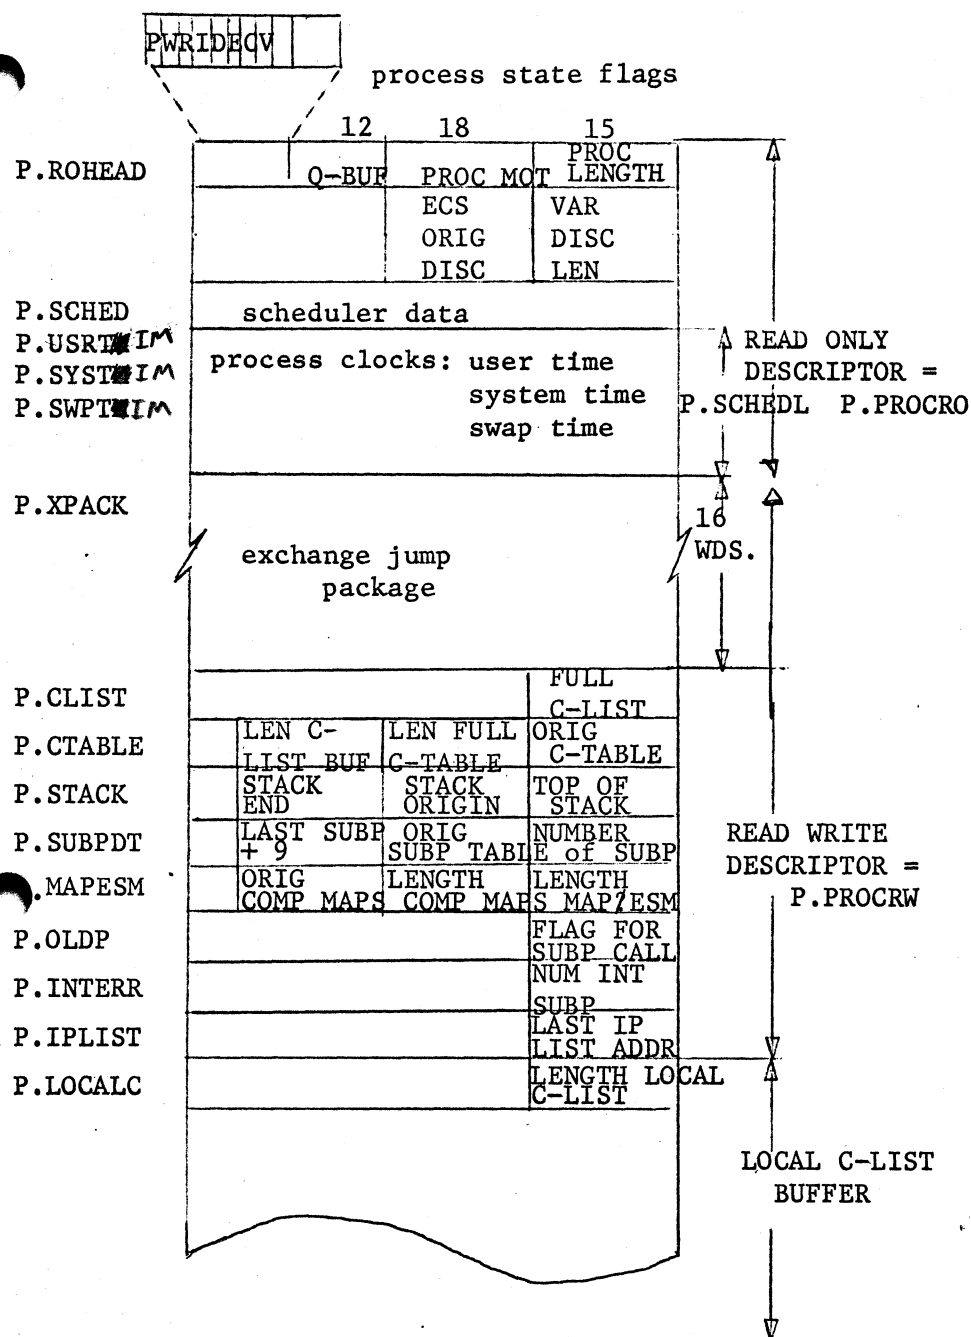 PWRIDECV
process state flags
12 18 15
P.ROHEAD Q-BUF PROC MOT PROC LENGTH
ECS VAR
ORIG DISC
DISC LEN
P.SCHED scheduler data
P.USRTIM
P.SYSTIM
P.SWPTIM
process clocks: user time
system time
swap time
READ ONLY
DESCRIPTOR =
P.SCHEDL P.PROCRO
P.XPACK
16
WDS.
exchange jump
package
P.CLIST FULL
C-LIST
P.CTABLE LEN C-
LIST BUF
LEN FULL
C-TABLE
ORIG
C-TABLE
P.STACK STACK
END
STACK
ORIGIN
TOP OF
STACK
P.SUBPDT LAST SUBP
+ 9
ORIG
SUBP TABLE
NUMBER
of SUBP
READ WRITE
DESCRIPTOR =
P.PROCRW
.MAPESM ORIG
COMP MAPS
LENGTH
COMP MAPS
LENGTH
MAP/ESM
P.OLDP FLAG FOR
SUBP CALL
P.INTERR NUM INT
SUBP
P.IPLIST LAST IP
LIST ADDR
P.LOCALC LENGTH LOCAL
C-LIST
LOCAL C-LIST
BUFFER